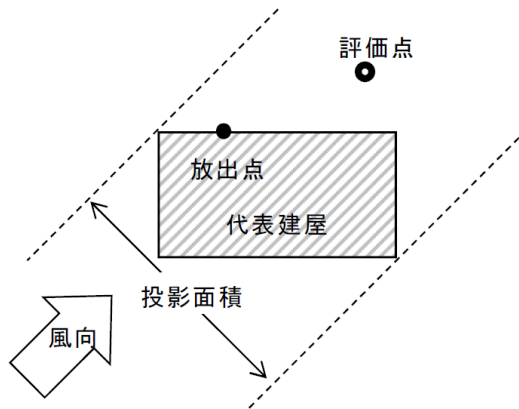 評価点
放出点
代表建屋
投影面積
風向